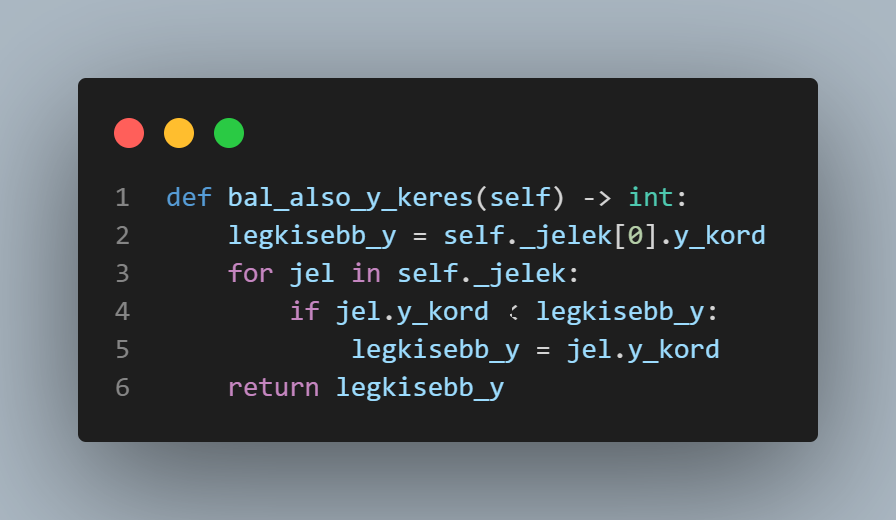 1 def bal_also_y_keres(self) -> int:
2     legkisebb_y = self._jelek[0].y_kord
3     for jel in self._jelek:
4         if jel.y_kord legkisebb_y:
5             legkisebb_y = jel.y_kord
6     return legkisebb_y